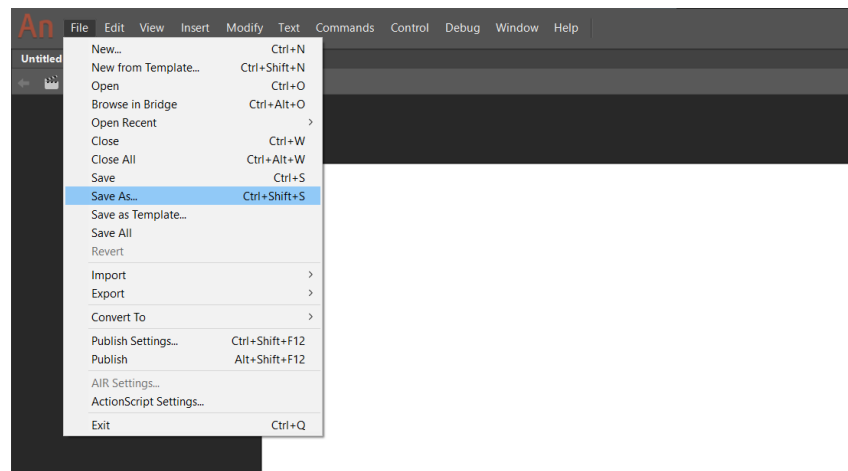 An File Edit View Insert Modify Text Commands Control Debug Window Help
Untitled
New... Ctrl+N
New from Template... Ctrl+Shift+N
Open Ctrl+O
Browse in Bridge Ctrl+Alt+O
Open Recent
Close Ctrl+W
Close All Ctrl+Alt+W
Save Ctrl+S
Save As... Ctrl+Shift+S
Save as Template...
Save All
Revert
Import
Export
Convert To
Publish Settings... Ctrl+Shift+F12
Publish Alt+Shift+F12
AIR Settings...
ActionScript Settings...
Exit Ctrl+Q